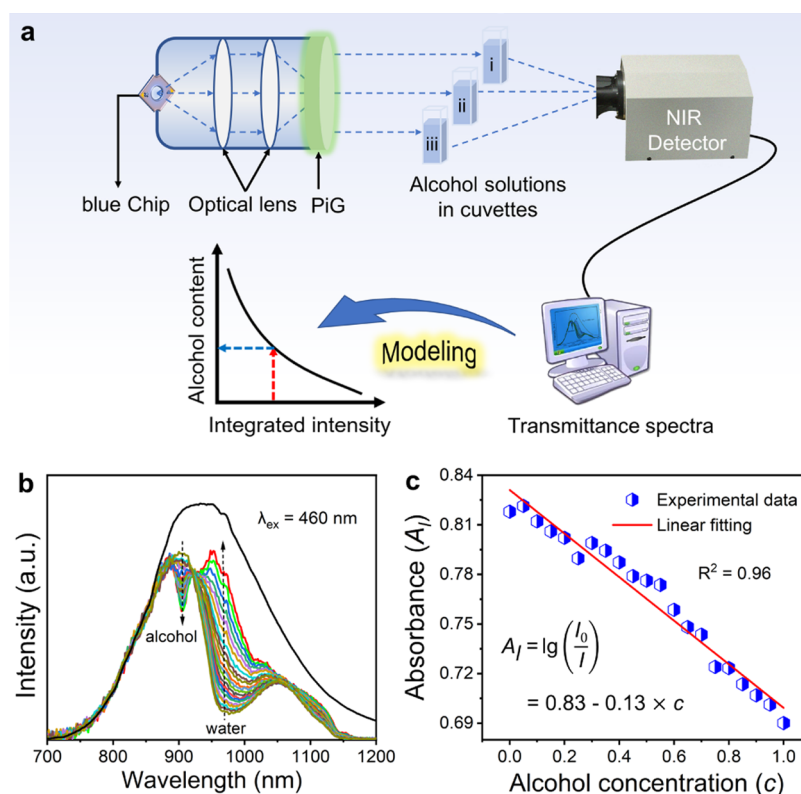 a
i
ii
iii
NIR
Detector
blue Chip
Optical lens
PiG
Alcohol solutions
in cuvettes
Alcohol content
Integrated intensity
Modeling
Transmittance spectra
b
λex = 460 nm
alcohol
water
Intensity (a.u.)
700 800 900 1000 1100 1200
Wavelength (nm)
c
Experimental data
Linear fitting
R² = 0.96
A_I = lg (I₀/I)
= 0.83 - 0.13 × c
Absorbance (A_I)
0.84
0.81
0.78
0.75
0.72
0.69
0.0 0.2 0.4 0.6 0.8 1.0
Alcohol concentration (c)